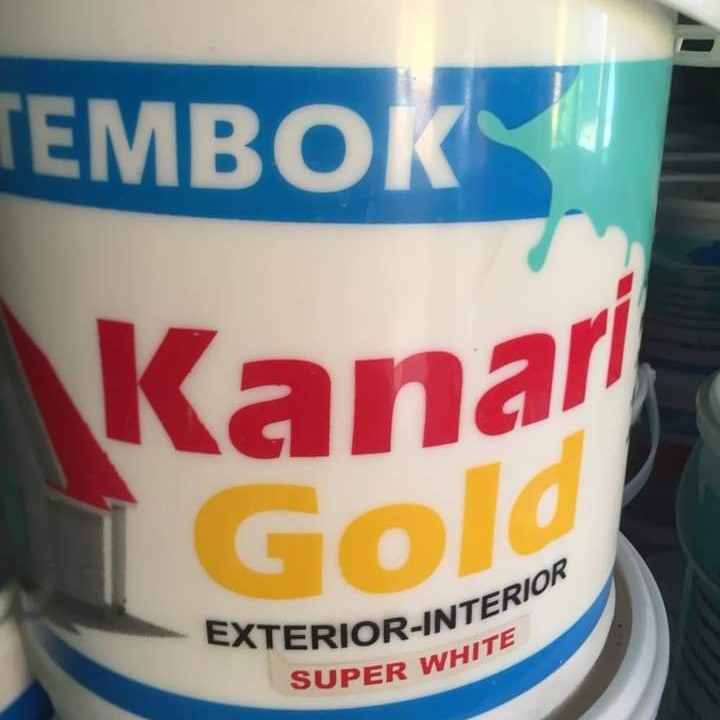 TEMBOK
Kanari
Gold
EXTERIOR-INTERIOR
SUPER WHITE